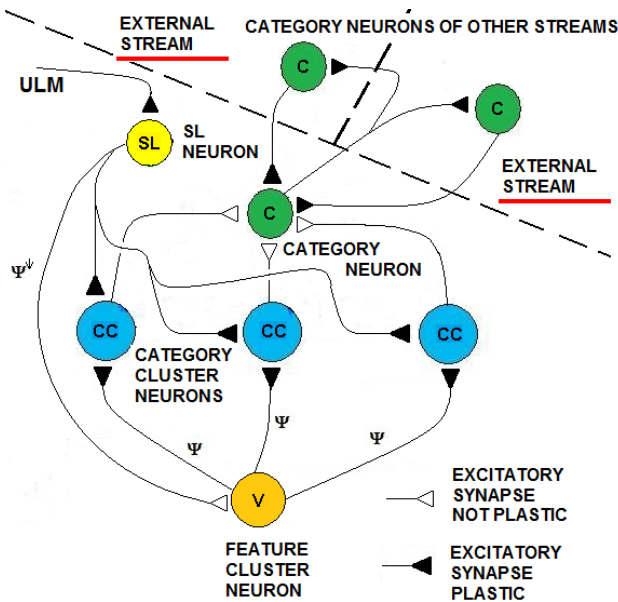 EXTERNAL
STREAM
CATEGORY NEURONS OF OTHER STREAMS
C
ULM
C
SL
SL
NEURON
EXTERNAL
STREAM
C
CATEGORY
NEURON
Ψ↓
CC
CC
CC
CATEGORY
CLUSTER
NEURONS
Ψ
Ψ
Ψ
V
FEATURE
CLUSTER
NEURON
EXCITATORY
SYNAPSE
NOT PLASTIC
EXCITATORY
SYNAPSE
PLASTIC